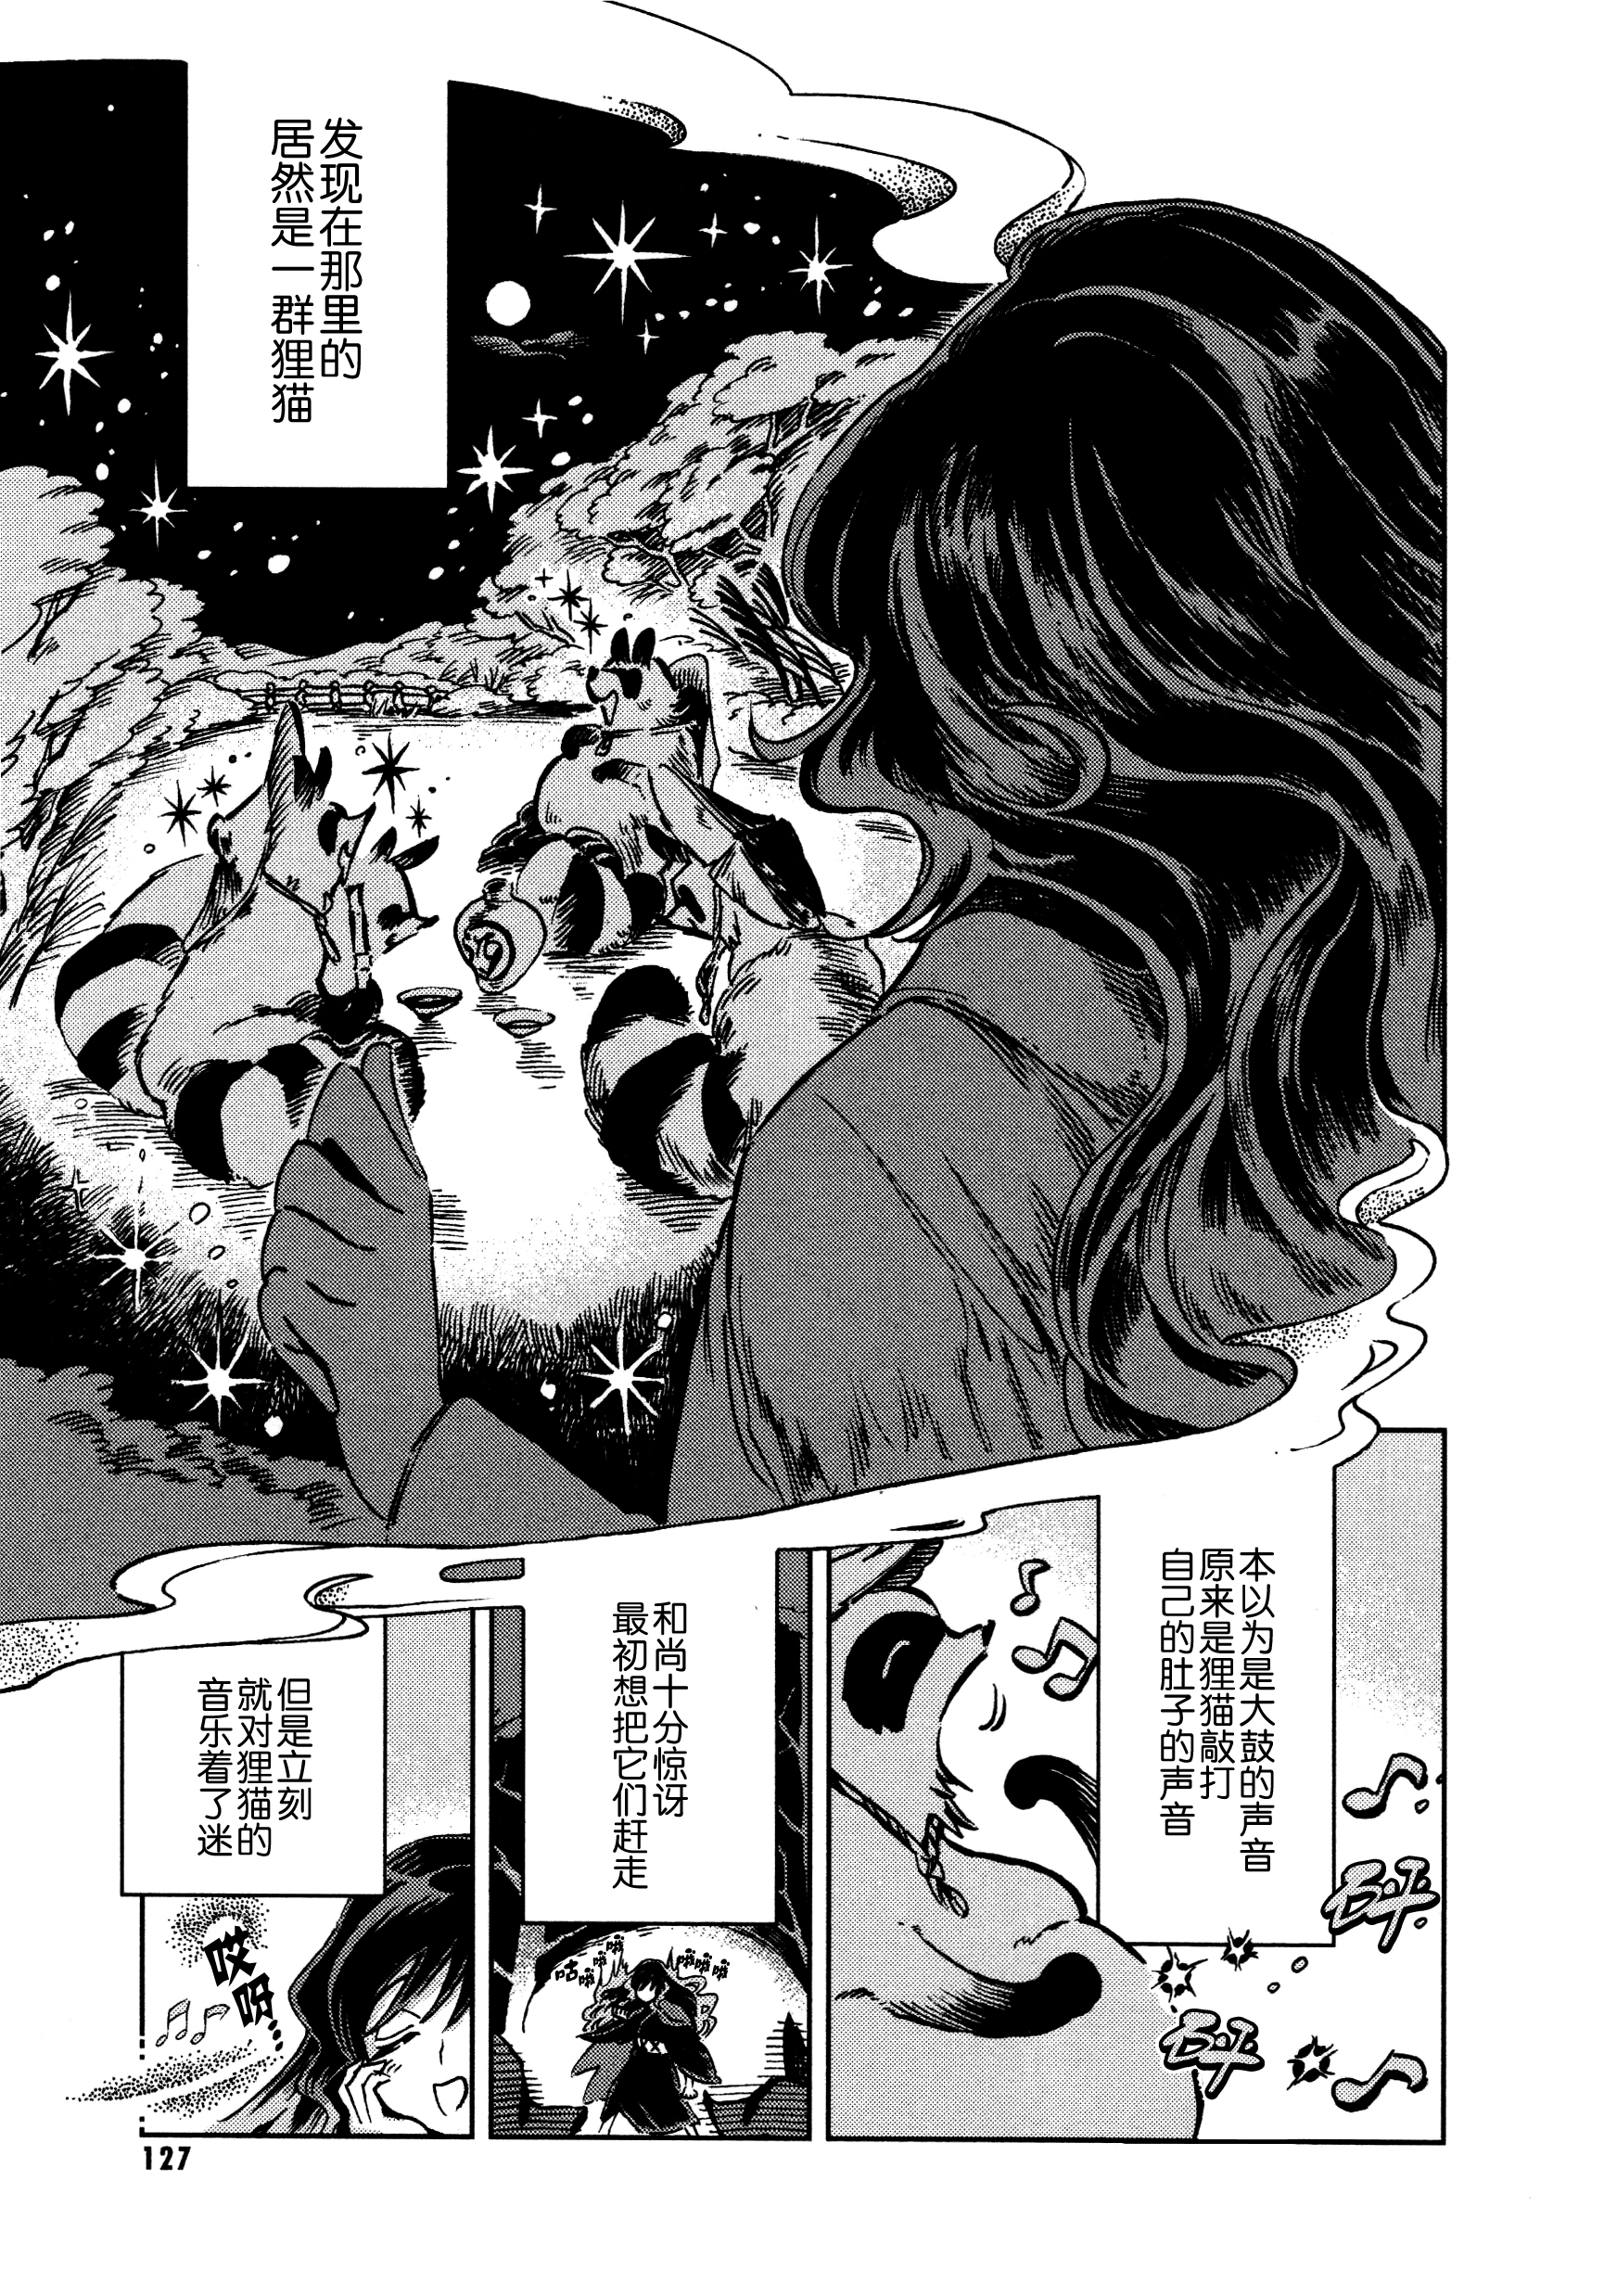 发现在那里的
居然是一群狸猫
本以为是大鼓的声音
原来是狸猫敲打
自己的肚子的声音
砰
砰
和尚十分惊讶
最初想把它们赶走
但是立刻
就对狸猫的
音乐着了迷
哎呀…
127